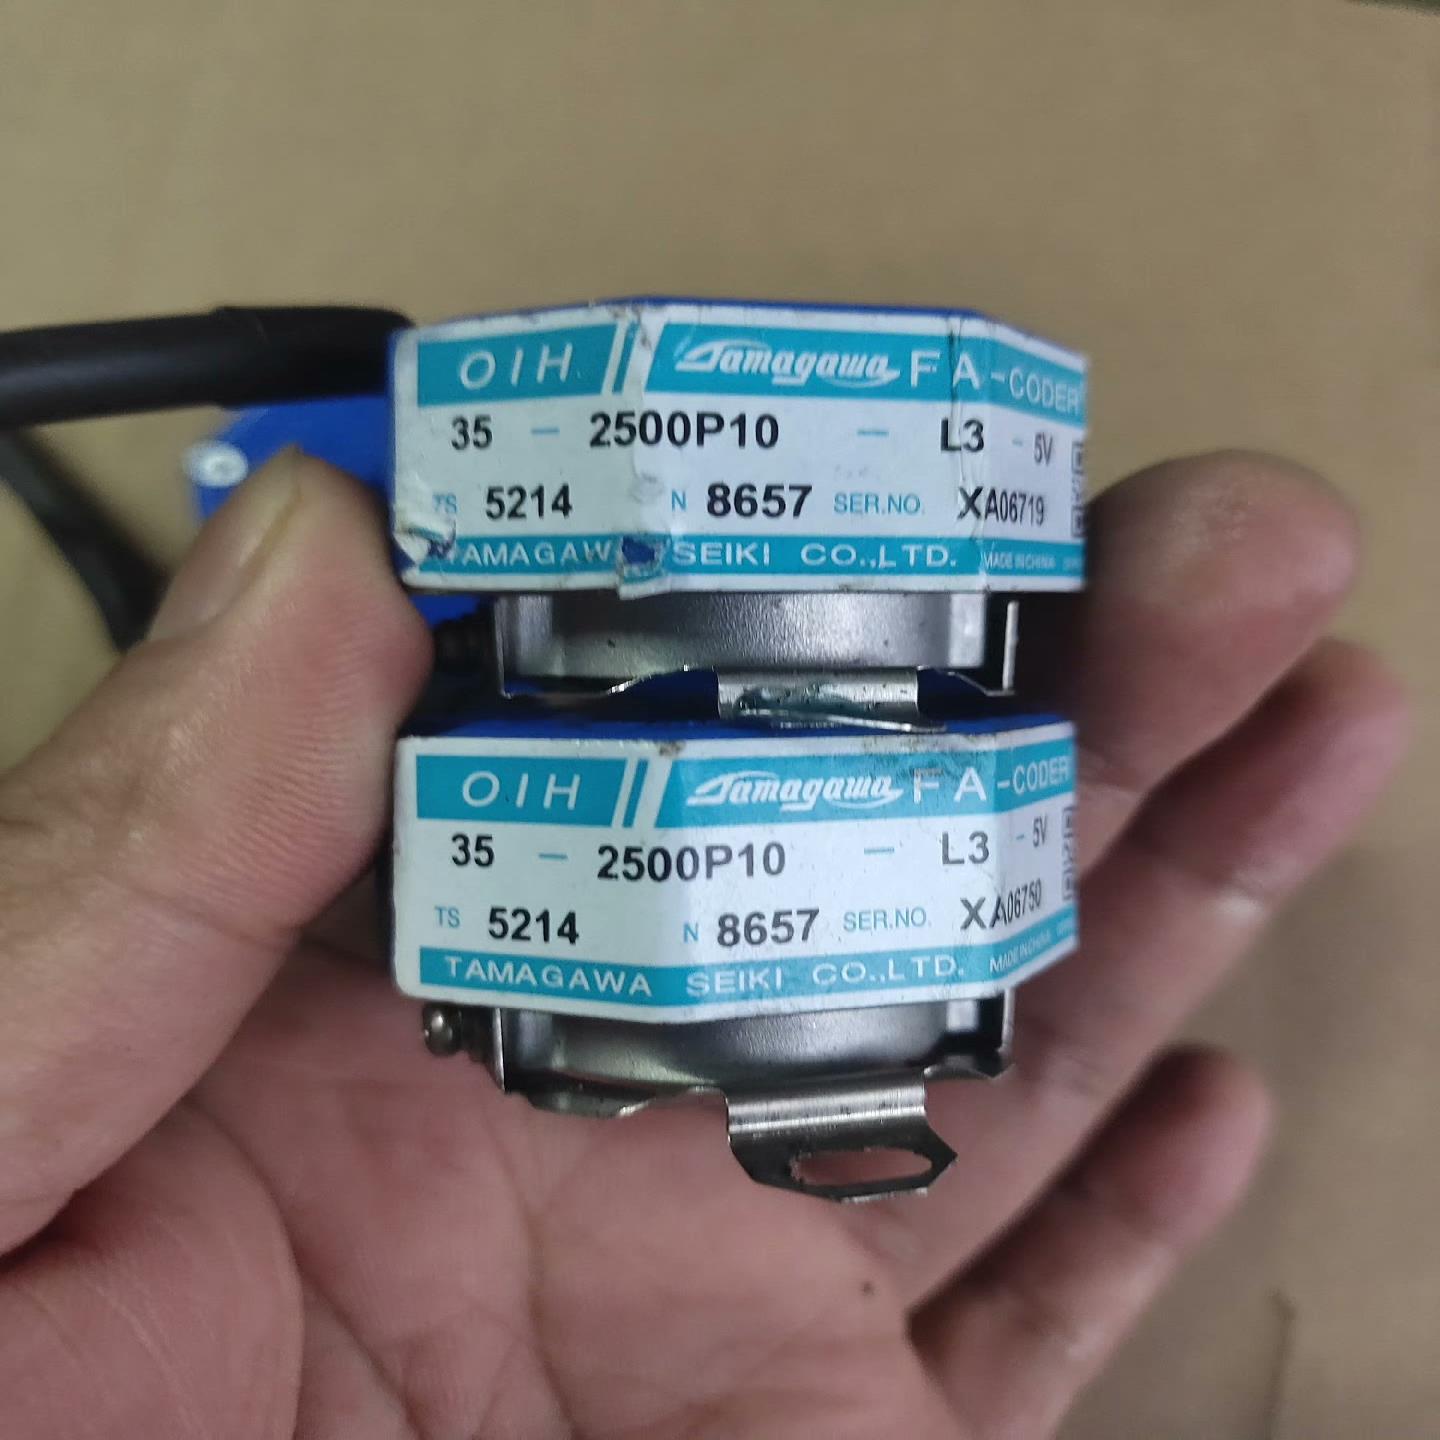 OIH Tamagawa FA-CODER
35 - 2500P10 - L3 - 5V
TS 5214 N 8657 SER.NO. XA06719
TAMAGAWA SEIKI CO.,LTD. MADE IN CHINA
OIH Tamagawa FA-CODER
35 - 2500P10 - L3 - 5V
TS 5214 N 8657 SER.NO. XA06750
TAMAGAWA SEIKI CO.,LTD. MADE IN CHINA